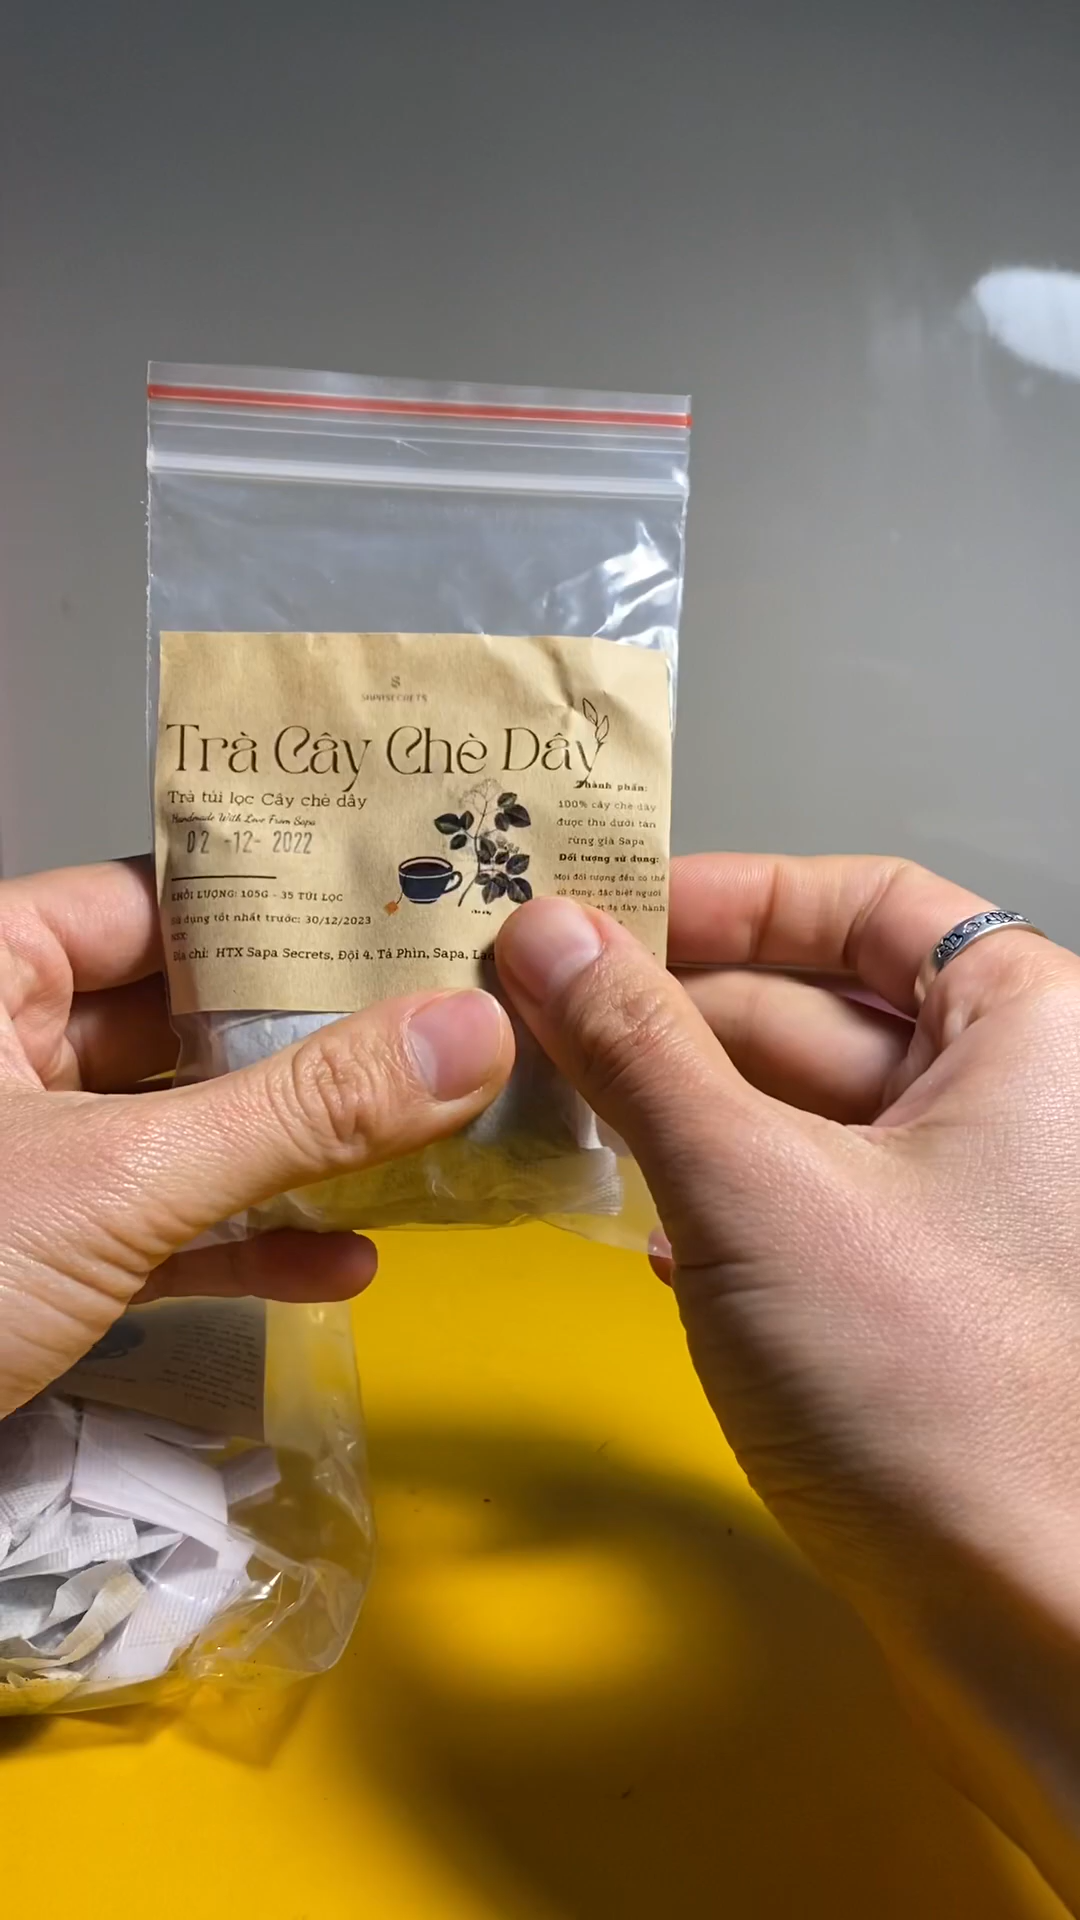 SAPASECRETS
Trà Cây Chè Dây
Trà túi lọc Cây chè dây
Handmade With Love From Sapa
02 -12- 2022
KHỐI LƯỢNG: 105G - 35 TÚI LỌC
Sử dụng tốt nhất trước: 30/12/2023
Địa chỉ: HTX Sapa Secrets, Đội 4, Tả Phìn, Sapa,
Thành phần:
100% cây chè dây
được thu dưới tán
rừng già Sapa
Đối tượng sử dụng:
Mọi đối tượng đều có thể
sử dụng, đặc biệt người
dạ dày, hành